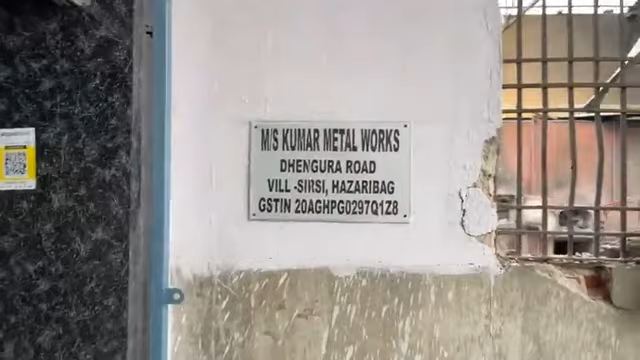 M/S KUMAR METAL WORKS
DHENGURA ROAD
VILL -SIRSI, HAZARIBAG
GSTIN 20AGHPG0297Q1Z8